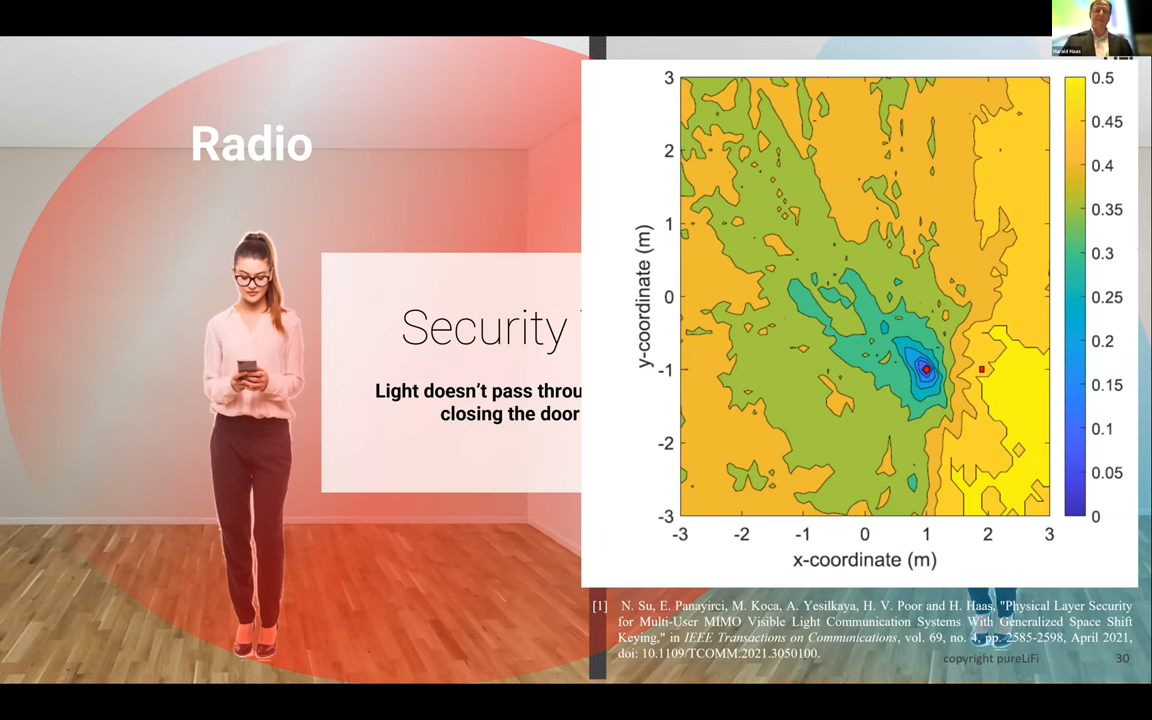 Harald Haas
Radio
Security
Light doesn't pass throu
closing the door
3
2
1
0
-1
-2
-3
y-coordinate (m)
-3
-2
-1
0
1
2
3
x-coordinate (m)
0.5
0.45
0.4
0.35
0.3
0.25
0.2
0.15
0.1
0.05
0
[1] N. Su, E. Panayirci, M. Koca, A. Yesilkaya, H. V. Poor and H. Haas, "Physical Layer Security
for Multi-User MIMO Visible Light Communication Systems With Generalized Space Shift
Keying," in IEEE Transactions on Communications, vol. 69, no. 4, pp. 2585-2598, April 2021,
doi: 10.1109/TCOMM.2021.3050100.
copyright pureLiFi
30